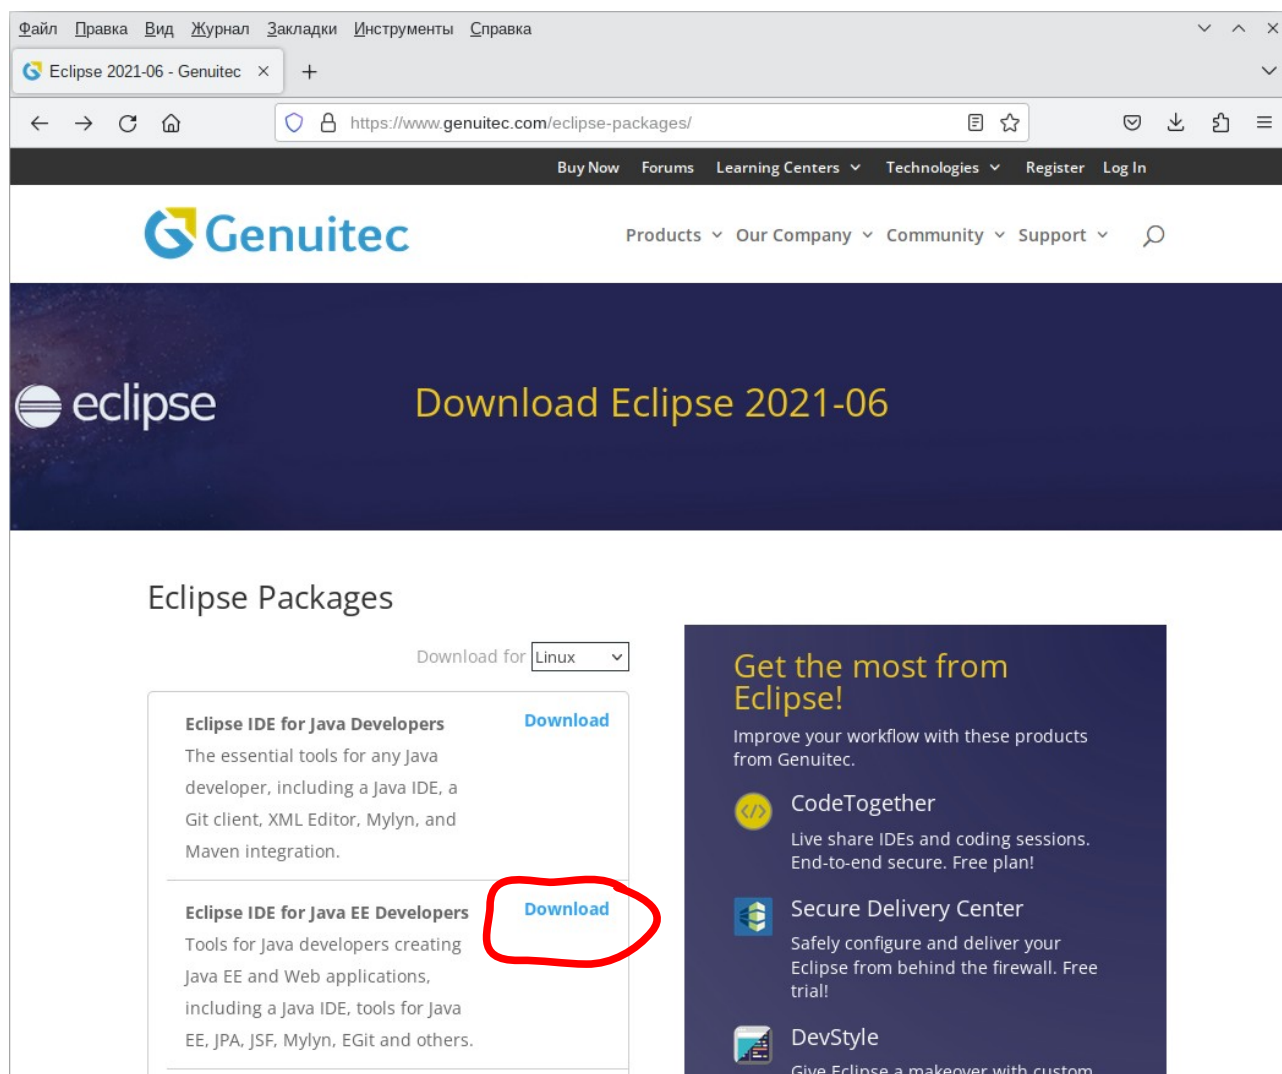 Файл Правка Вид Журнал Закладки Инструменты Справка
Eclipse 2021-06 - Genuitec
https://www.genuitec.com/eclipse-packages/
Buy Now Forums Learning Centers Technologies Register Log In
Genuitec
Products Our Company Community Support
eclipse
Download Eclipse 2021-06
Eclipse Packages
Download for Linux
Eclipse IDE for Java Developers Download
The essential tools for any Java
developer, including a Java IDE, a
Git client, XML Editor, Mylyn, and
Maven integration.
Eclipse IDE for Java EE Developers Download
Tools for Java developers creating
Java EE and Web applications,
including a Java IDE, tools for Java
EE, JPA, JSF, Mylyn, EGit and others.
Get the most from
Eclipse!
Improve your workflow with these products
from Genuitec.
CodeTogether
Live share IDEs and coding sessions.
End-to-end secure. Free plan!
Secure Delivery Center
Safely configure and deliver your
Eclipse from behind the firewall. Free
trial!
DevStyle
Give Eclipse a makeover with custom